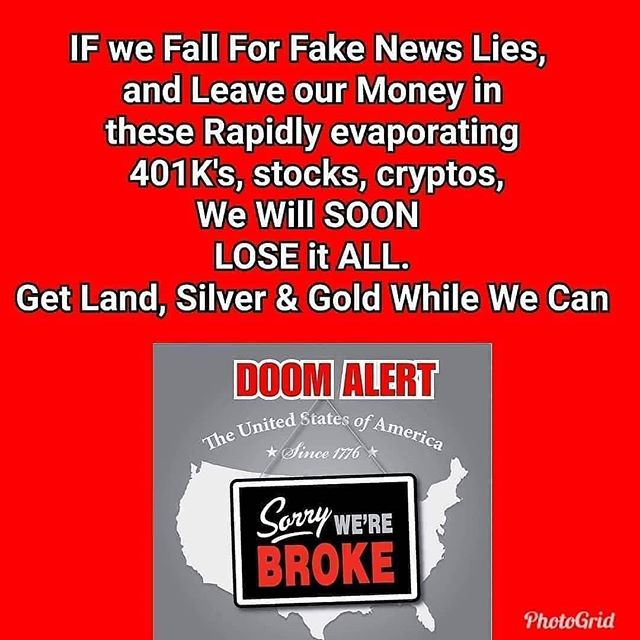 IF we Fall For Fake News Lies,
and Leave our Money in
these Rapidly evaporating
401K's, stocks, cryptos,
We Will SOON
LOSE it ALL.
Get Land, Silver & Gold While We Can
DOOM ALERT
The United States of America
★ Since 1776 ★
Sorry WE'RE
BROKE
PhotoGrid